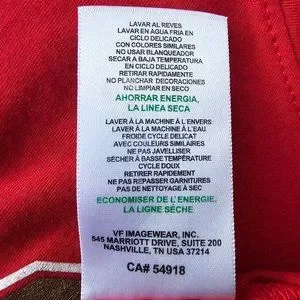 LAVAR AL REVES
LAVAR EN AGUA FRIA EN
CICLO DELICADO
CON COLORES SIMILARES
NO USAR BLANQUEADOR
SECAR A BAJA TEMPERATURA
EN CICLO DELICADO
RETIRAR RAPIDAMENTE
NO PLANCHAR DECORACIONES
NO LIMPIAR EN SECO
AHORRAR ENERGIA,
LA LINEA SECA
LAVER À LA MACHINE À L'ENVERS
LAVER À LA MACHINE À L'EAU
FROIDE CYCLE DELICAT
AVEC COULEURS SIMILAIRES
NE PAS JAVELLISER
SÉCHER À BASSE TEMPÉRATURE
CYCLE DOUX
RETIRER RAPIDEMENT
NE PAS REPASSER GARNITURES
PAS DE NETTOYAGE À SEC
ECONOMISER DE L'ENERGIE,
LA LIGNE SÈCHE
VF IMAGEWEAR, INC.
545 MARRIOTT DRIVE, SUITE 200
NASHVILLE, TN USA 37214
CA# 54918